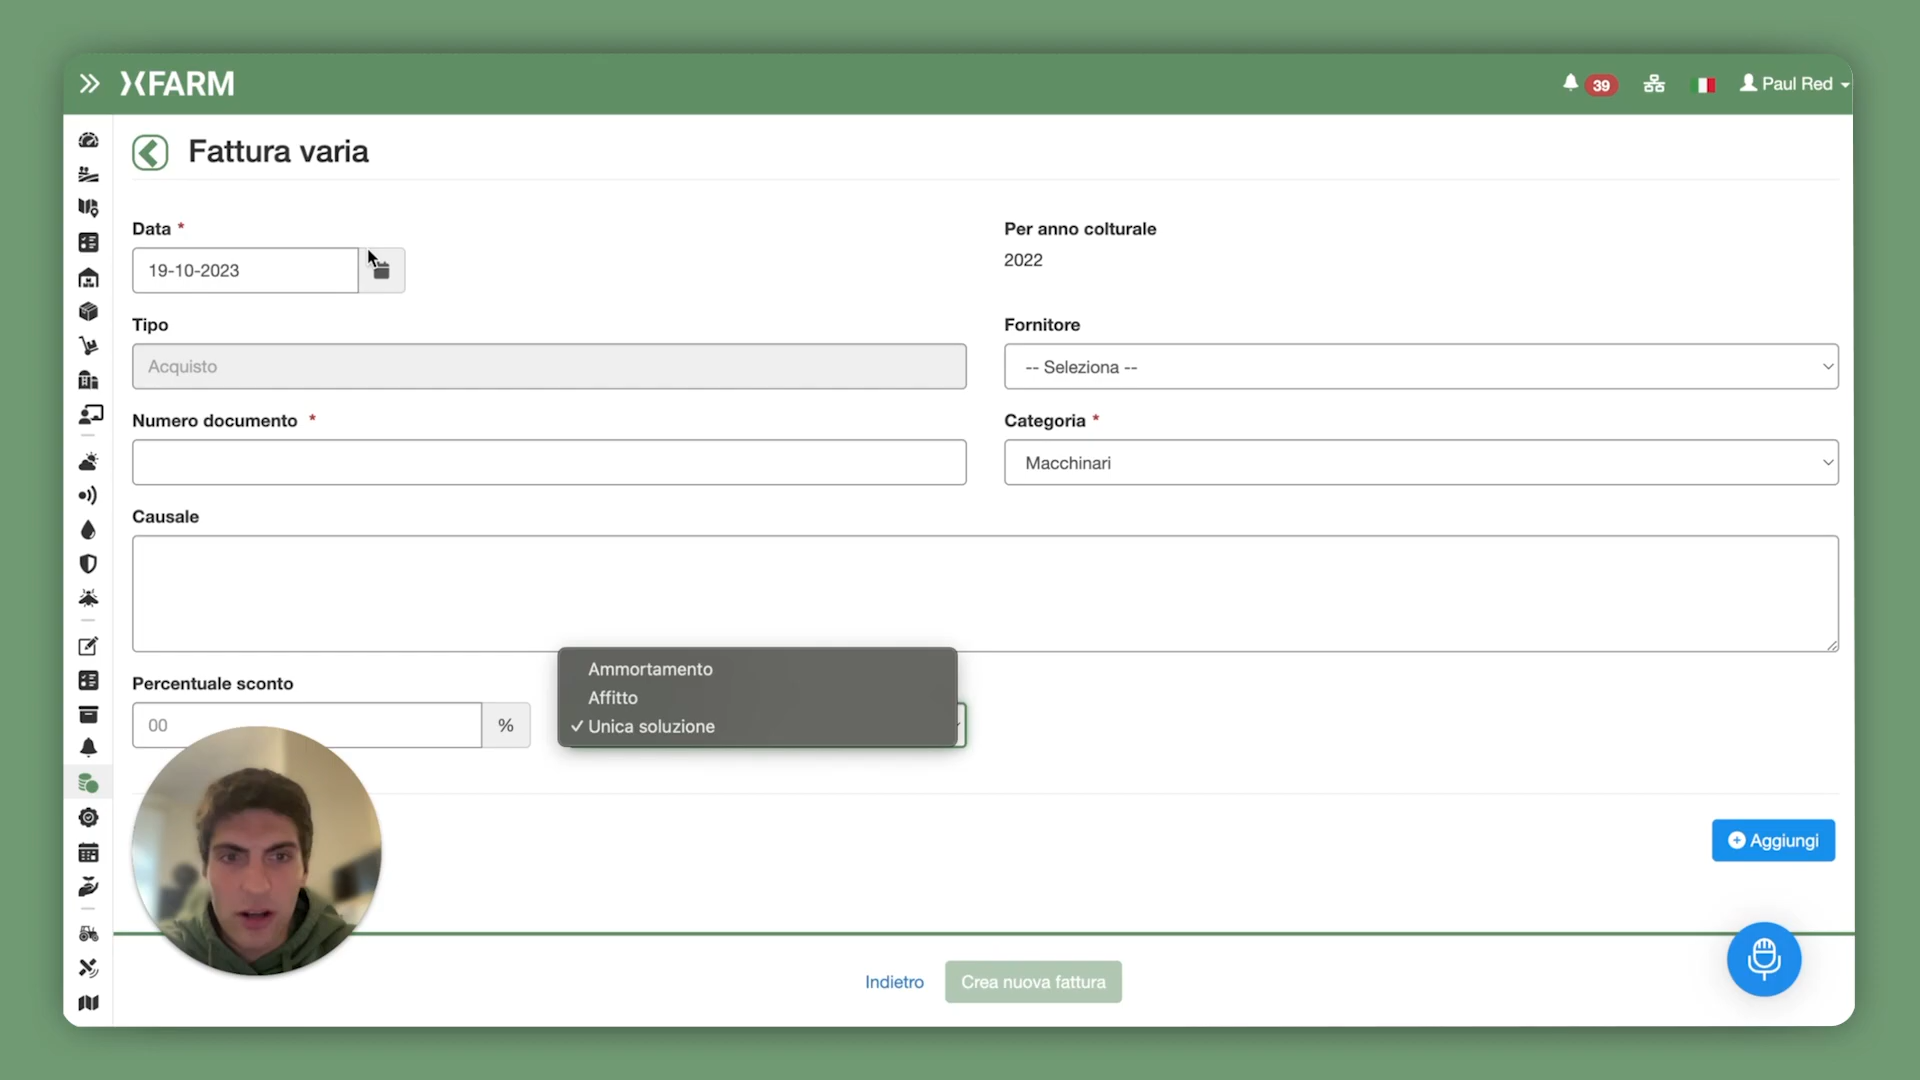 XFARM
39
Paul Red
Fattura varia
Data *
19-10-2023
Per anno colturale
2022
Tipo
Acquisto
Fornitore
-- Seleziona --
Numero documento *
Categoria *
Macchinari
Causale
Percentuale sconto
00
%
Ammortamento
Affitto
✓ Unica soluzione
Aggiungi
Indietro
Crea nuova fattura